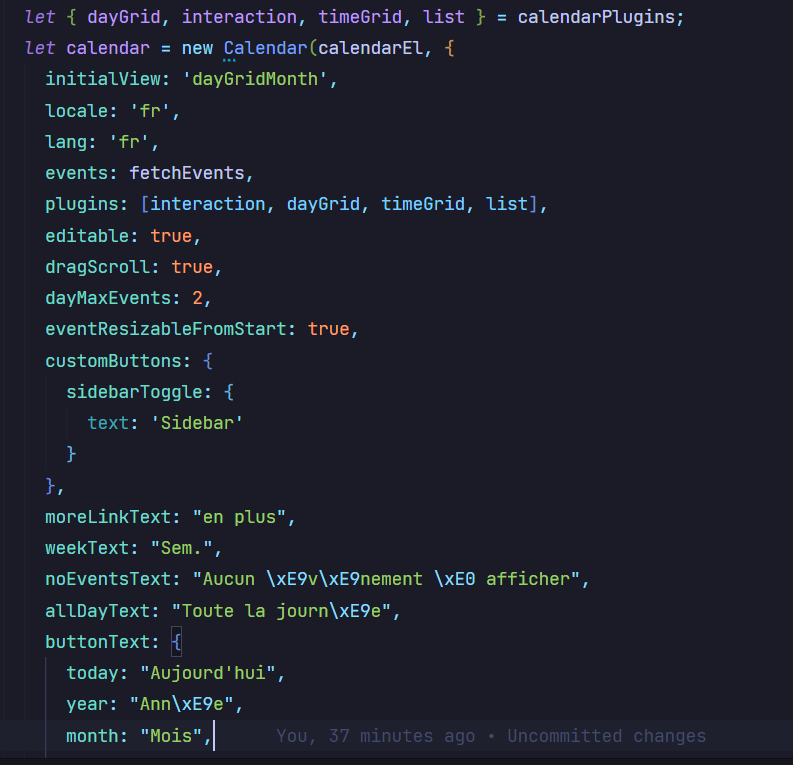 let { dayGrid, interaction, timeGrid, list } = calendarPlugins;
let calendar = new Calendar(calendarEl, {
initialView: 'dayGridMonth',
locale: 'fr',
lang: 'fr',
events: fetchEvents,
plugins: [interaction, dayGrid, timeGrid, list],
editable: true,
dragScroll: true,
dayMaxEvents: 2,
eventResizableFromStart: true,
customButtons: {
sidebarToggle: {
text: 'Sidebar'
}
},
moreLinkText: "en plus",
weekText: "Sem.",
noEventsText: "Aucun \xE9v\xE9nement \xE0 afficher",
allDayText: "Toute la journ\xE9e",
buttonText: {
today: "Aujourd'hui",
year: "Ann\xE9e",
month: "Mois", You, 37 minutes ago • Uncommitted changes